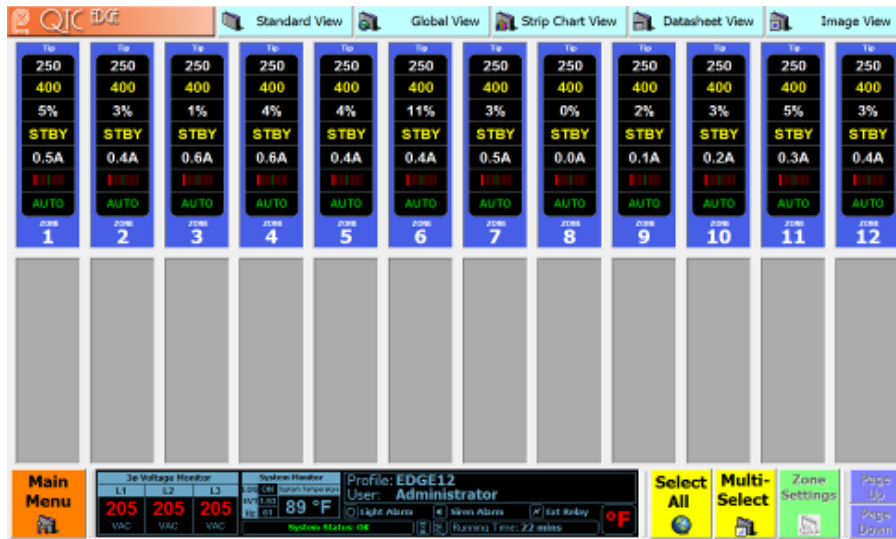 QTC EDGE Standard View Global View Strip Chart View Datasheet View Image View
Tip Tip Tip Tip Tip Tip Tip Tip Tip Tip Tip Tip
250 250 250 250 250 250 250 250 250 250 250 250
400 400 400 400 400 400 400 400 400 400 400 400
5% 3% 1% 4% 4% 11% 3% 0% 2% 3% 5% 3%
STBY STBY STBY STBY STBY STBY STBY STBY STBY STBY STBY STBY
0.5A 0.4A 0.6A 0.6A 0.4A 0.4A 0.5A 0.0A 0.1A 0.2A 0.3A 0.4A
AUTO AUTO AUTO AUTO AUTO AUTO AUTO AUTO AUTO AUTO AUTO AUTO
ZONE ZONE ZONE ZONE ZONE ZONE ZONE ZONE ZONE ZONE ZONE ZONE
1 2 3 4 5 6 7 8 9 10 11 12
Main
Menu
3ø Voltage Monitor
L1 L2 L3
205 205 205
VAC VAC VAC
System Monitor
ON System Temperature
Hz 61 89 °F
System Status: OK
Profile: EDGE12
User: Administrator
Light Alarm Siren Alarm Ext Relay
Running Time: 22 mins
°F
Select
All
Multi-
Select
Zone
Settings
Page
Up
Page
Down